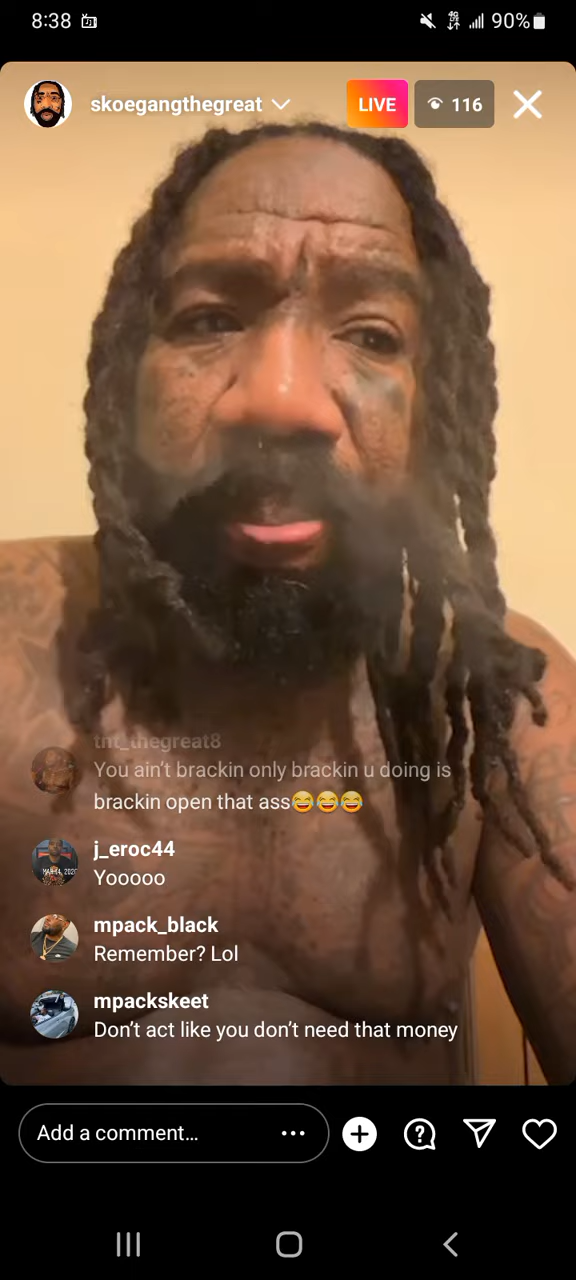 8:38
90%
skoegangthegreat
LIVE
116
tnt_thegreat8
You ain't brackin only brackin u doing is
brackin open that ass😂😂😂
j_eroc44
Yooooo
mpack_black
Remember? Lol
mpackskeet
Don't act like you don't need that money
Add a comment…